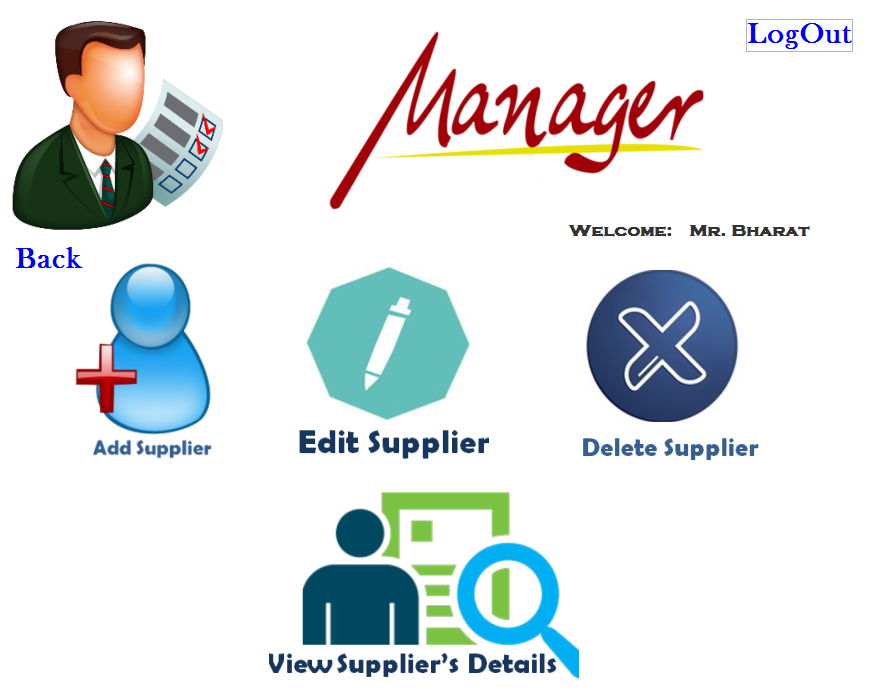 LogOut
Manager
Welcome: Mr. Bharat
Back
Add Supplier
Edit Supplier
Delete Supplier
View Supplier's Details